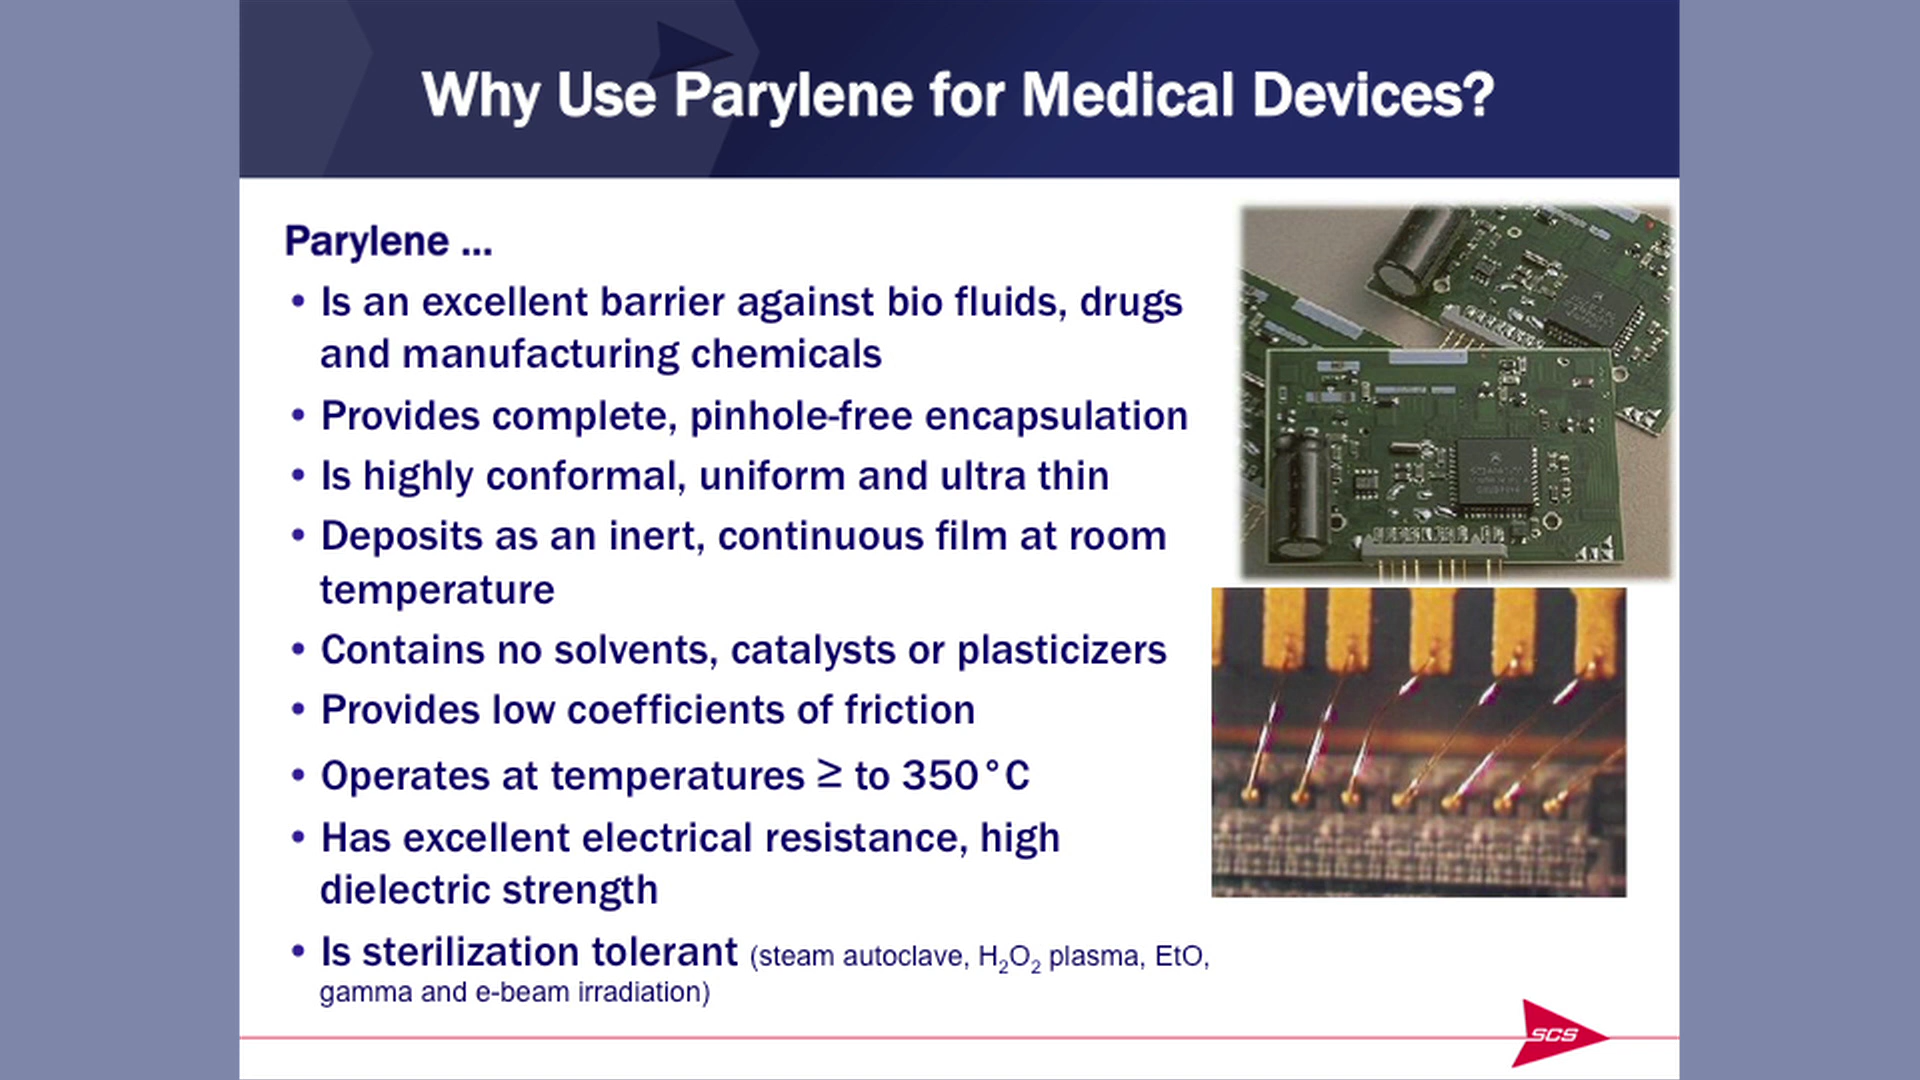 Why Use Parylene for Medical Devices?
Parylene ...
• Is an excellent barrier against bio fluids, drugs
and manufacturing chemicals
• Provides complete, pinhole-free encapsulation
• Is highly conformal, uniform and ultra thin
• Deposits as an inert, continuous film at room
temperature
• Contains no solvents, catalysts or plasticizers
• Provides low coefficients of friction
• Operates at temperatures ≥ to 350°C
• Has excellent electrical resistance, high
dielectric strength
• Is sterilization tolerant (steam autoclave, H₂O₂ plasma, EtO,
gamma and e-beam irradiation)
SCS